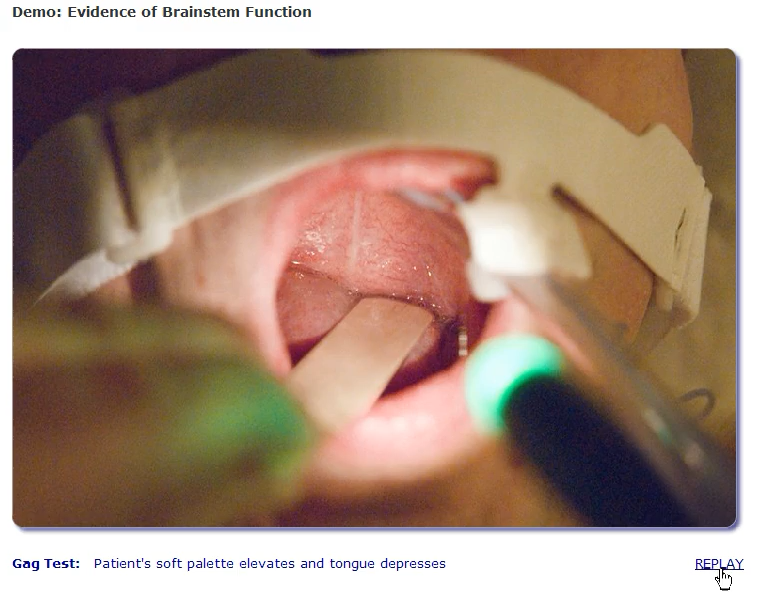 Demo: Evidence of Brainstem Function
Gag Test: Patient's soft palette elevates and tongue depresses REPLAY